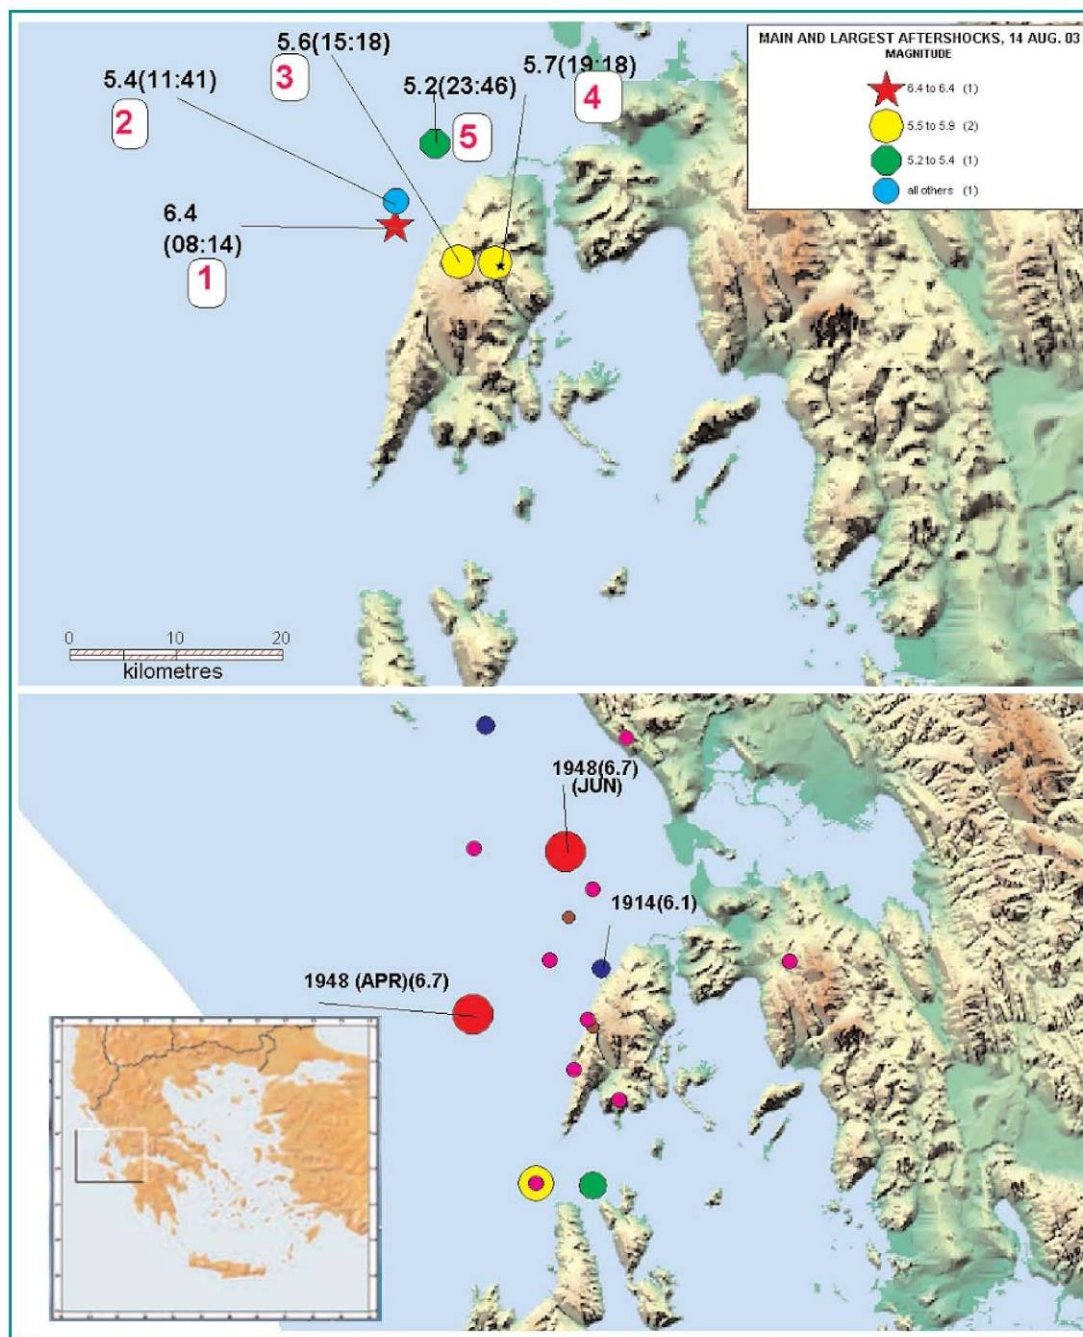 MAIN AND LARGEST AFTERSHOCKS, 14 AUG. 03
MAGNITUDE
6.4 to 6.4 (1)
5.5 to 5.9 (2)
5.2 to 5.4 (1)
all others (1)
5.6(15:18)
3
5.4(11:41)
2
5.2(23:46)
5
5.7(19:18)
4
6.4
(08:14)
1
0 10 20
kilometres
1948(6.7)
(JUN)
1914(6.1)
1948 (APR)(6.7)